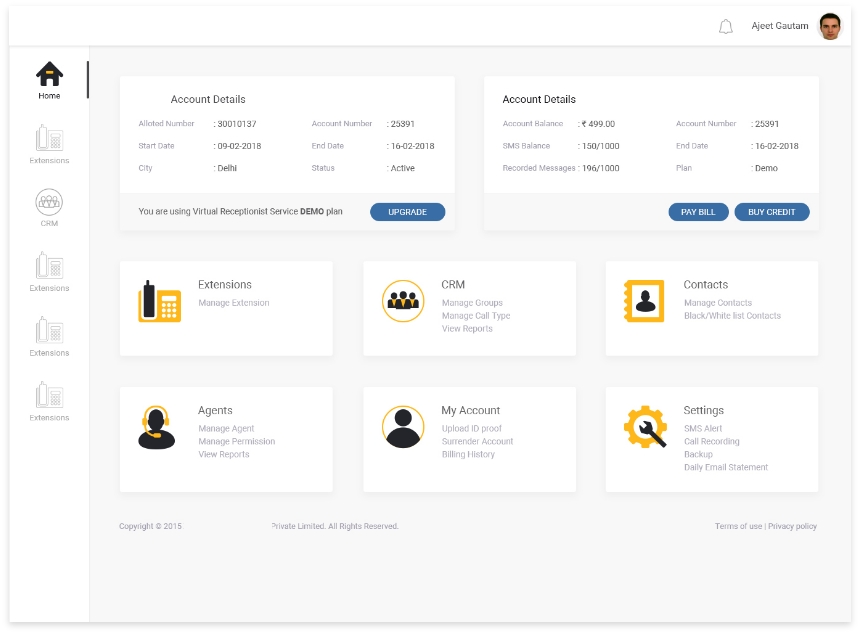 Ajeet Gautam
Home
Extensions
CRM
Extensions
Extensions
Extensions
Account Details
Alloted Number : 30010137 Account Number : 25391
Start Date : 09-02-2018 End Date : 16-02-2018
City : Delhi Status : Active
You are using Virtual Receptionist Service DEMO plan UPGRADE
Account Details
Account Balance : ₹ 499.00 Account Number : 25391
SMS Balance : 150/1000 End Date : 16-02-2018
Recorded Messages : 196/1000 Plan : Demo
PAY BILL BUY CREDIT
Extensions
Manage Extension
CRM
Manage Groups
Manage Call Type
View Reports
Contacts
Manage Contacts
Black/White list Contacts
Agents
Manage Agent
Manage Permission
View Reports
My Account
Upload ID proof
Surrender Account
Billing History
Settings
SMS Alert
Call Recording
Backup
Daily Email Statement
Copyright © 2015 Private Limited. All Rights Reserved. Terms of use | Privacy policy